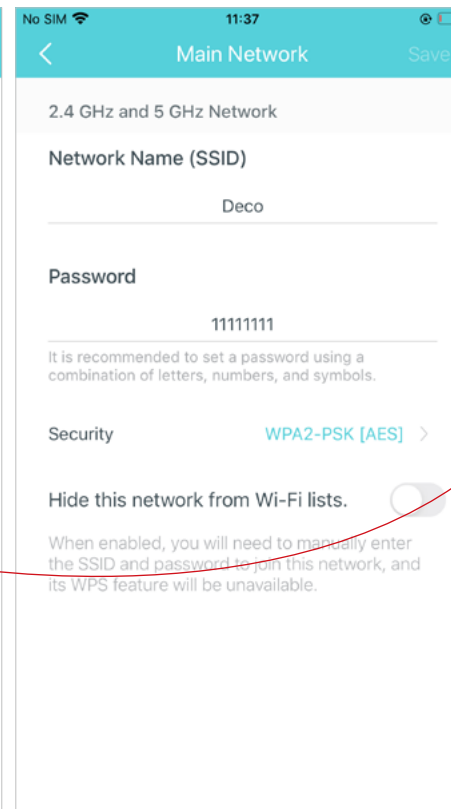 No SIM 11:37
Main Network Save
2.4 GHz and 5 GHz Network
Network Name (SSID)
Deco
Password
11111111
It is recommended to set a password using a
combination of letters, numbers, and symbols.
Security WPA2-PSK [AES]
Hide this network from Wi-Fi lists.
When enabled, you will need to manually enter
the SSID and password to join this network, and
its WPS feature will be unavailable.